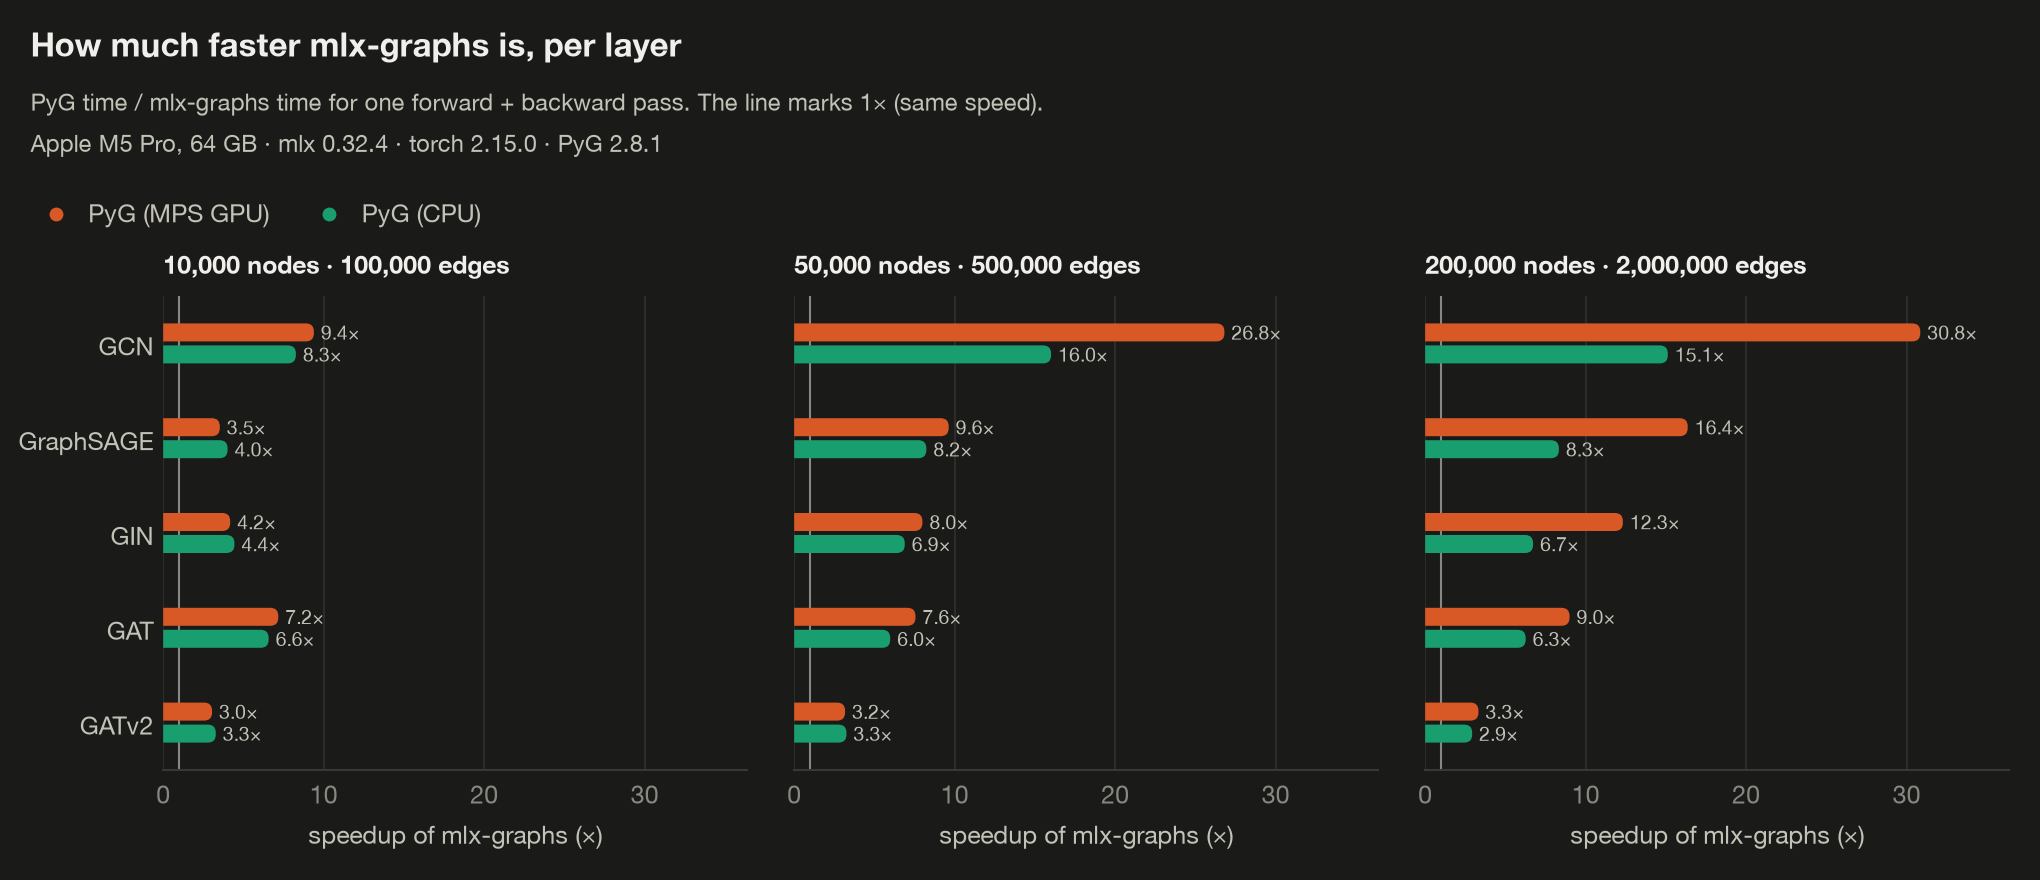 How much faster mlx-graphs is, per layer
PyG time / mlx-graphs time for one forward + backward pass. The line marks 1× (same speed).
Apple M5 Pro, 64 GB · mlx 0.32.4 · torch 2.15.0 · PyG 2.8.1
PyG (MPS GPU) PyG (CPU)
10,000 nodes · 100,000 edges
GCN
9.4×
8.3×
GraphSAGE
3.5×
4.0×
GIN
4.2×
4.4×
GAT
7.2×
6.6×
GATv2
3.0×
3.3×
0 10 20 30
speedup of mlx-graphs (×)
50,000 nodes · 500,000 edges
26.8×
16.0×
9.6×
8.2×
8.0×
6.9×
7.6×
6.0×
3.2×
3.3×
0 10 20 30
speedup of mlx-graphs (×)
200,000 nodes · 2,000,000 edges
30.8×
15.1×
16.4×
8.3×
12.3×
6.7×
9.0×
6.3×
3.3×
2.9×
0 10 20 30
speedup of mlx-graphs (×)